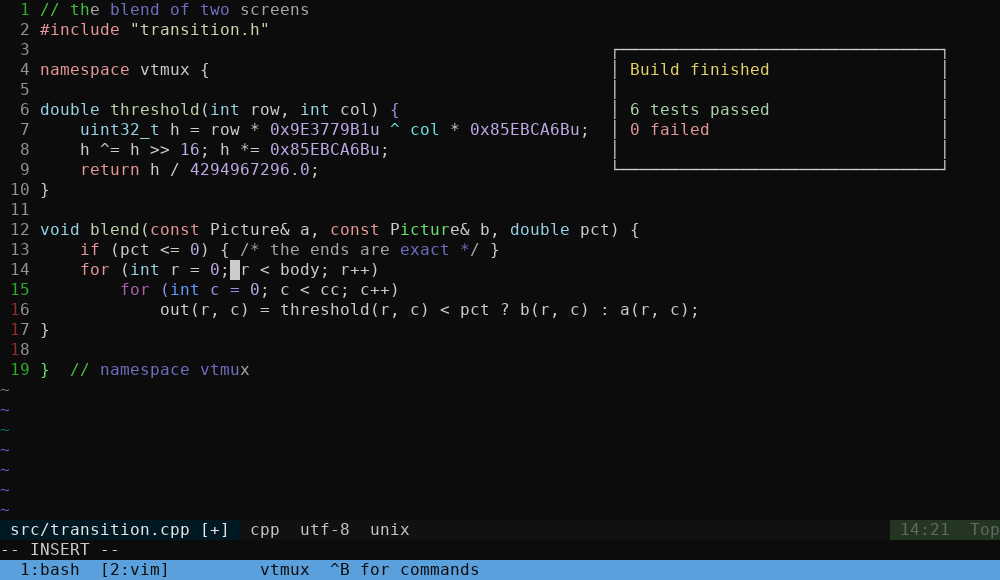 1 // the blend of two screens
2 #include "transition.h"
3
4 namespace vtmux {
5
6 double threshold(int row, int col) {
7     uint32_t h = row * 0x9E3779B1u ^ col * 0x85EBCA6Bu;
8     h ^= h >> 16; h *= 0x85EBCA6Bu;
9     return h / 4294967296.0;
10 }
11
12 void blend(const Picture& a, const Picture& b, double pct) {
13     if (pct <= 0) { /* the ends are exact */ }
14     for (int r = 0; r < body; r++)
15         for (int c = 0; c < cc; c++)
16             out(r, c) = threshold(r, c) < pct ? b(r, c) : a(r, c);
17 }
18
19 }  // namespace vtmux
~
~
~
~
~
~
~
Build finished
6 tests passed
0 failed
src/transition.cpp [+]  cpp  utf-8  unix  14:21  Top
-- INSERT --
1:bash  [2:vim]         vtmux  ^B for commands